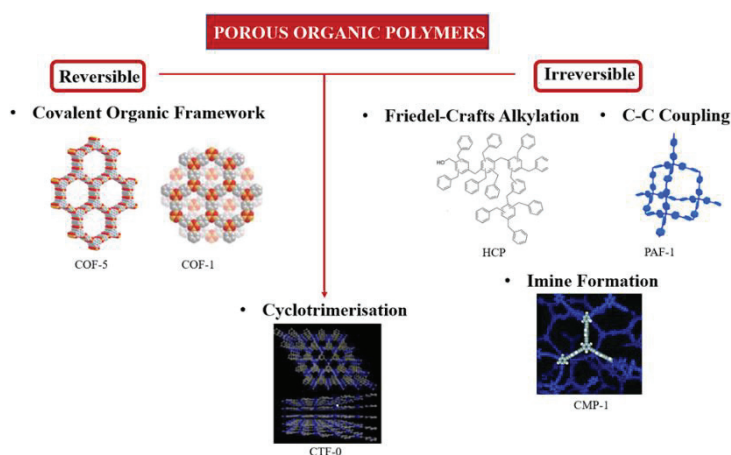 POROUS ORGANIC POLYMERS
Reversible
Irreversible
• Covalent Organic Framework
• Friedel-Crafts Alkylation
• C-C Coupling
HO
COF-5
COF-1
HCP
PAF-1
• Cyclotrimerisation
• Imine Formation
CTF-0
CMP-1